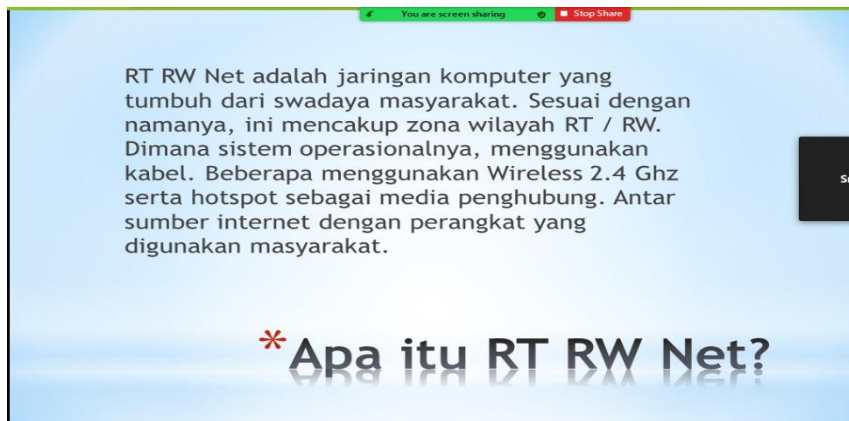 You are screen sharing
Stop Share
RT RW Net adalah jaringan komputer yang
tumbuh dari swadaya masyarakat. Sesuai dengan
namanya, ini mencakup zona wilayah RT / RW.
Dimana sistem operasionalnya, menggunakan
kabel. Beberapa menggunakan Wireless 2.4 Ghz
serta hotspot sebagai media penghubung. Antar
sumber internet dengan perangkat yang
digunakan masyarakat.
*Apa itu RT RW Net?